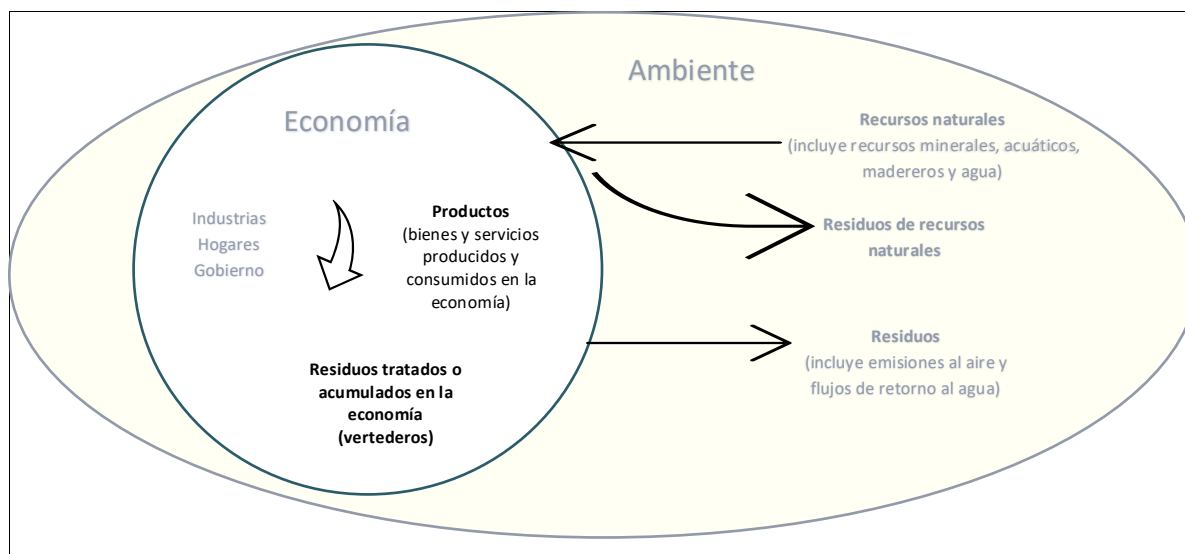 Ambiente
Economía
Recursos naturales
(incluye recursos minerales, acuáticos,
madereros y agua)
Industrias
Hogares
Gobierno
Productos
(bienes y servicios
producidos y
consumidos en la
economía)
Residuos de recursos
naturales
Residuos
(incluye emisiones al aire y
flujos de retorno al agua)
Residuos tratados o
acumulados en la
economía
(vertederos)